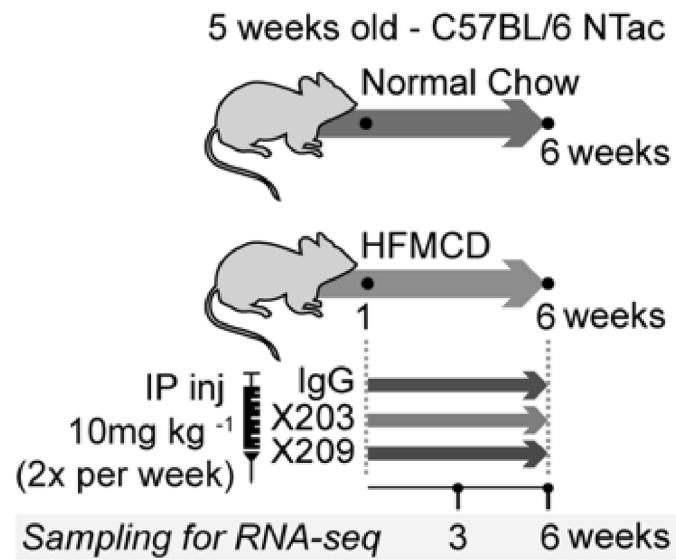 5 weeks old - C57BL/6 NTac
Normal Chow
6 weeks
HFMCD
1
6 weeks
IP inj
10mg kg -1
(2x per week)
IgG
X203
X209
Sampling for RNA-seq 3 6 weeks